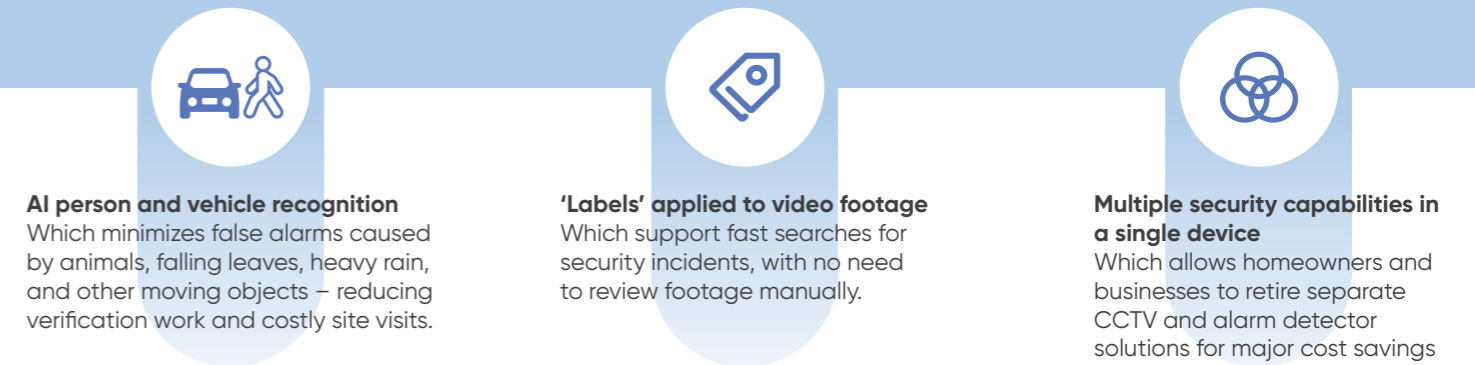 AI person and vehicle recognition
Which minimizes false alarms caused
by animals, falling leaves, heavy rain,
and other moving objects – reducing
verification work and costly site visits.
‘Labels’ applied to video footage
Which support fast searches for
security incidents, with no need
to review footage manually.
Multiple security capabilities in
a single device
Which allows homeowners and
businesses to retire separate
CCTV and alarm detector
solutions for major cost savings